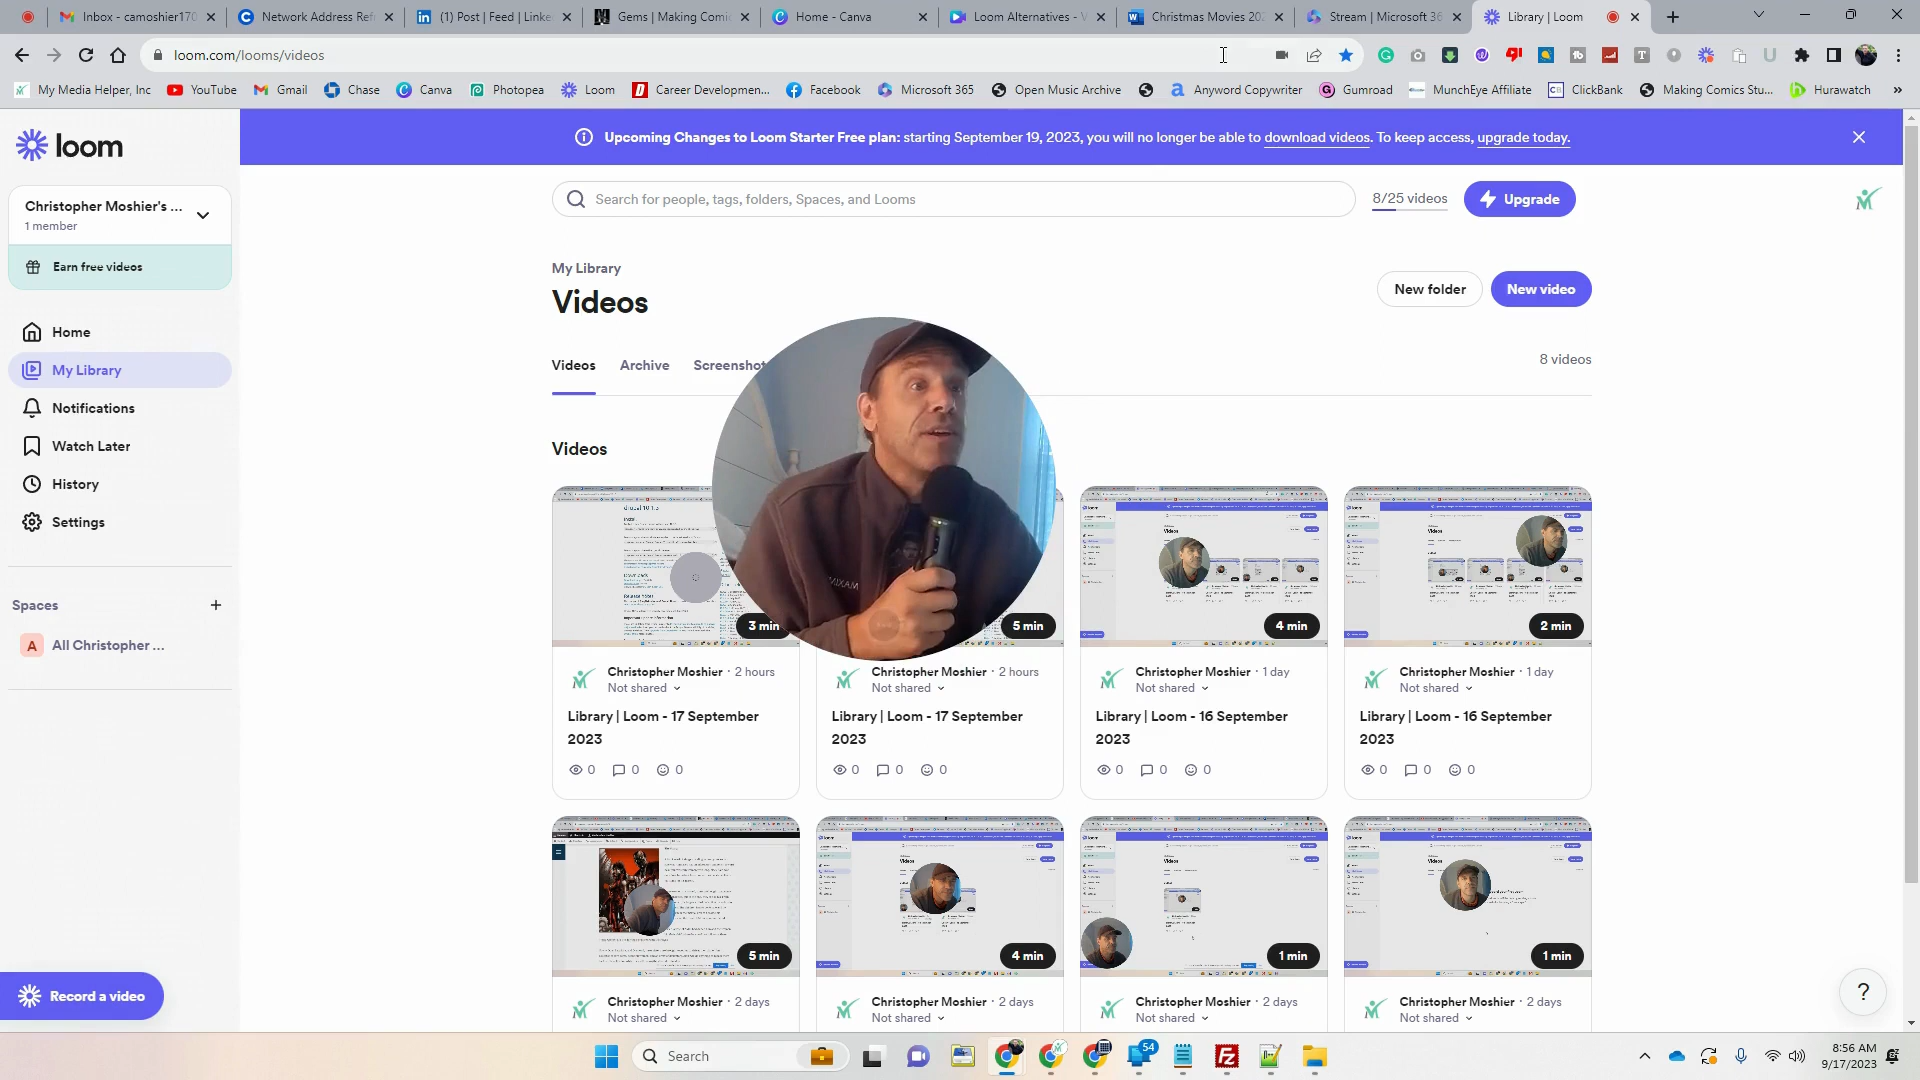 Inbox - camoshier170
Network Address Ref
(1) Post | Feed | Linke
Gems | Making Comic
Home - Canva
Loom Alternatives - V
Christmas Movies 202
Stream | Microsoft 36
Library | Loom
loom.com/looms/videos
My Media Helper, Inc
YouTube
Gmail
Chase
Canva
Photopea
Loom
Career Developmen...
Facebook
Microsoft 365
Open Music Archive
Anyword Copywriter
Gumroad
MunchEye Affiliate
ClickBank
Making Comics Stu...
Hurawatch
loom
Upcoming Changes to Loom Starter Free plan: starting September 19, 2023, you will no longer be able to download videos. To keep access, upgrade today.
Christopher Moshier's ...
1 member
Earn free videos
Search for people, tags, folders, Spaces, and Looms
8/25 videos
Upgrade
Home
My Library
Notifications
Watch Later
History
Settings
Spaces
A All Christopher ...
Record a video
My Library
Videos
New folder
New video
Videos
Archive
Screenshot
8 videos
Videos
3 min
5 min
4 min
2 min
Christopher Moshier · 2 hours
Not shared
Library | Loom - 17 September
2023
0 0 0
Christopher Moshier · 2 hours
Not shared
Library | Loom - 17 September
2023
0 0 0
Christopher Moshier · 1 day
Not shared
Library | Loom - 16 September
2023
0 0 0
Christopher Moshier · 1 day
Not shared
Library | Loom - 16 September
2023
0 0 0
5 min
4 min
1 min
1 min
Christopher Moshier · 2 days
Not shared
Christopher Moshier · 2 days
Not shared
Christopher Moshier · 2 days
Not shared
Christopher Moshier · 2 days
Not shared
MAXIM
?
Search
54
8:56 AM
9/17/2023